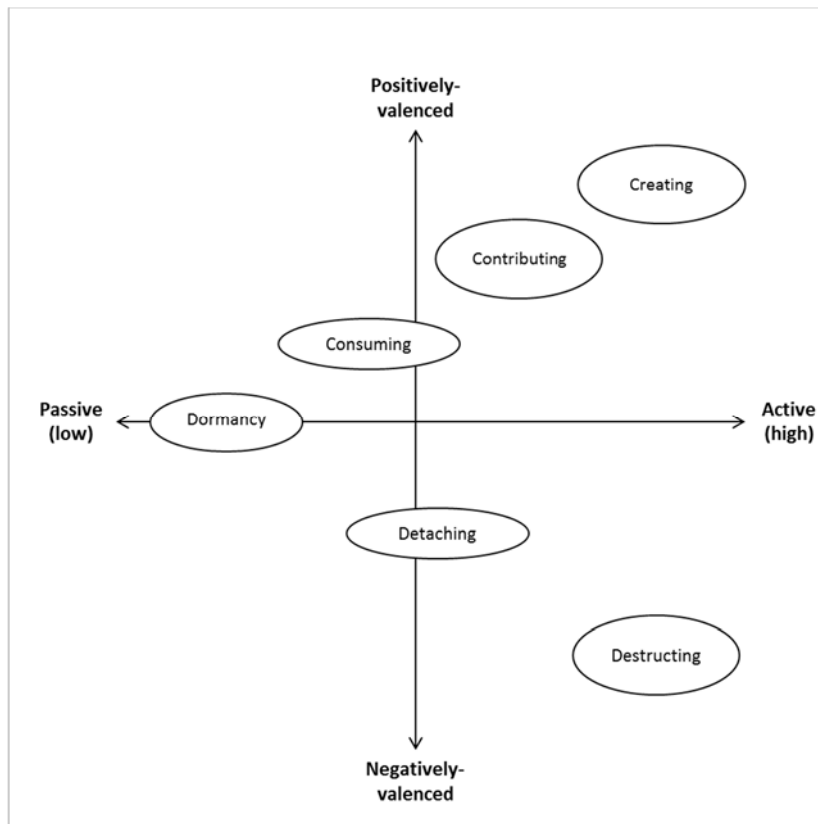 Positively-
valenced
Creating
Contributing
Consuming
Passive
(low)
Dormancy
Active
(high)
Detaching
Destructing
Negatively-
valenced